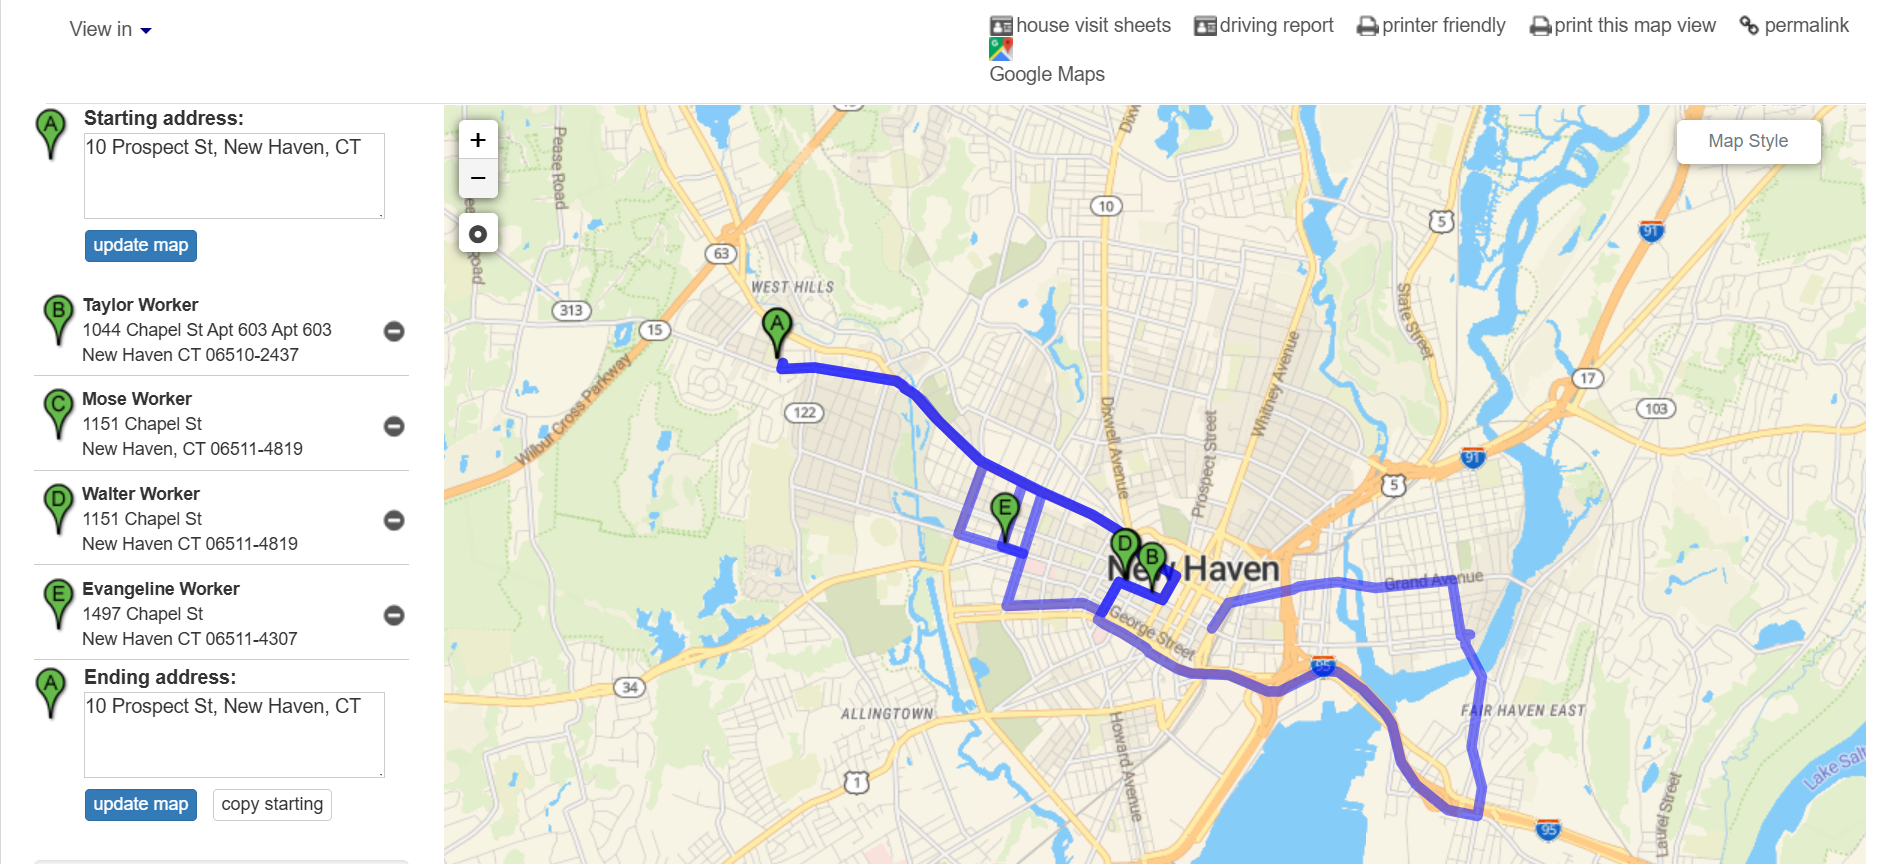 View in
house visit sheets
driving report
printer friendly
print this map view
permalink
Google Maps
A
Starting address:
10 Prospect St, New Haven, CT
update map
B
Taylor Worker
1044 Chapel St Apt 603 Apt 603
New Haven CT 06510-2437
C
Mose Worker
1151 Chapel St
New Haven, CT 06511-4819
D
Walter Worker
1151 Chapel St
New Haven CT 06511-4819
E
Evangeline Worker
1497 Chapel St
New Haven CT 06511-4307
A
Ending address:
10 Prospect St, New Haven, CT
update map
copy starting
+
−
Map Style
Pease Road
Road
10
5
91
63
WEST HILLS
313
15
A
State Street
Wilbur Cross Parkway
122
Dixwell Avenue
Whitney Avenue
Prospect Street
17
103
91
5
E
D
B
New Haven
Grand Avenue
George Street
95
34
ALLINGTOWN
Howard Avenue
FAIR HAVEN EAST
1
Laurel Street
95